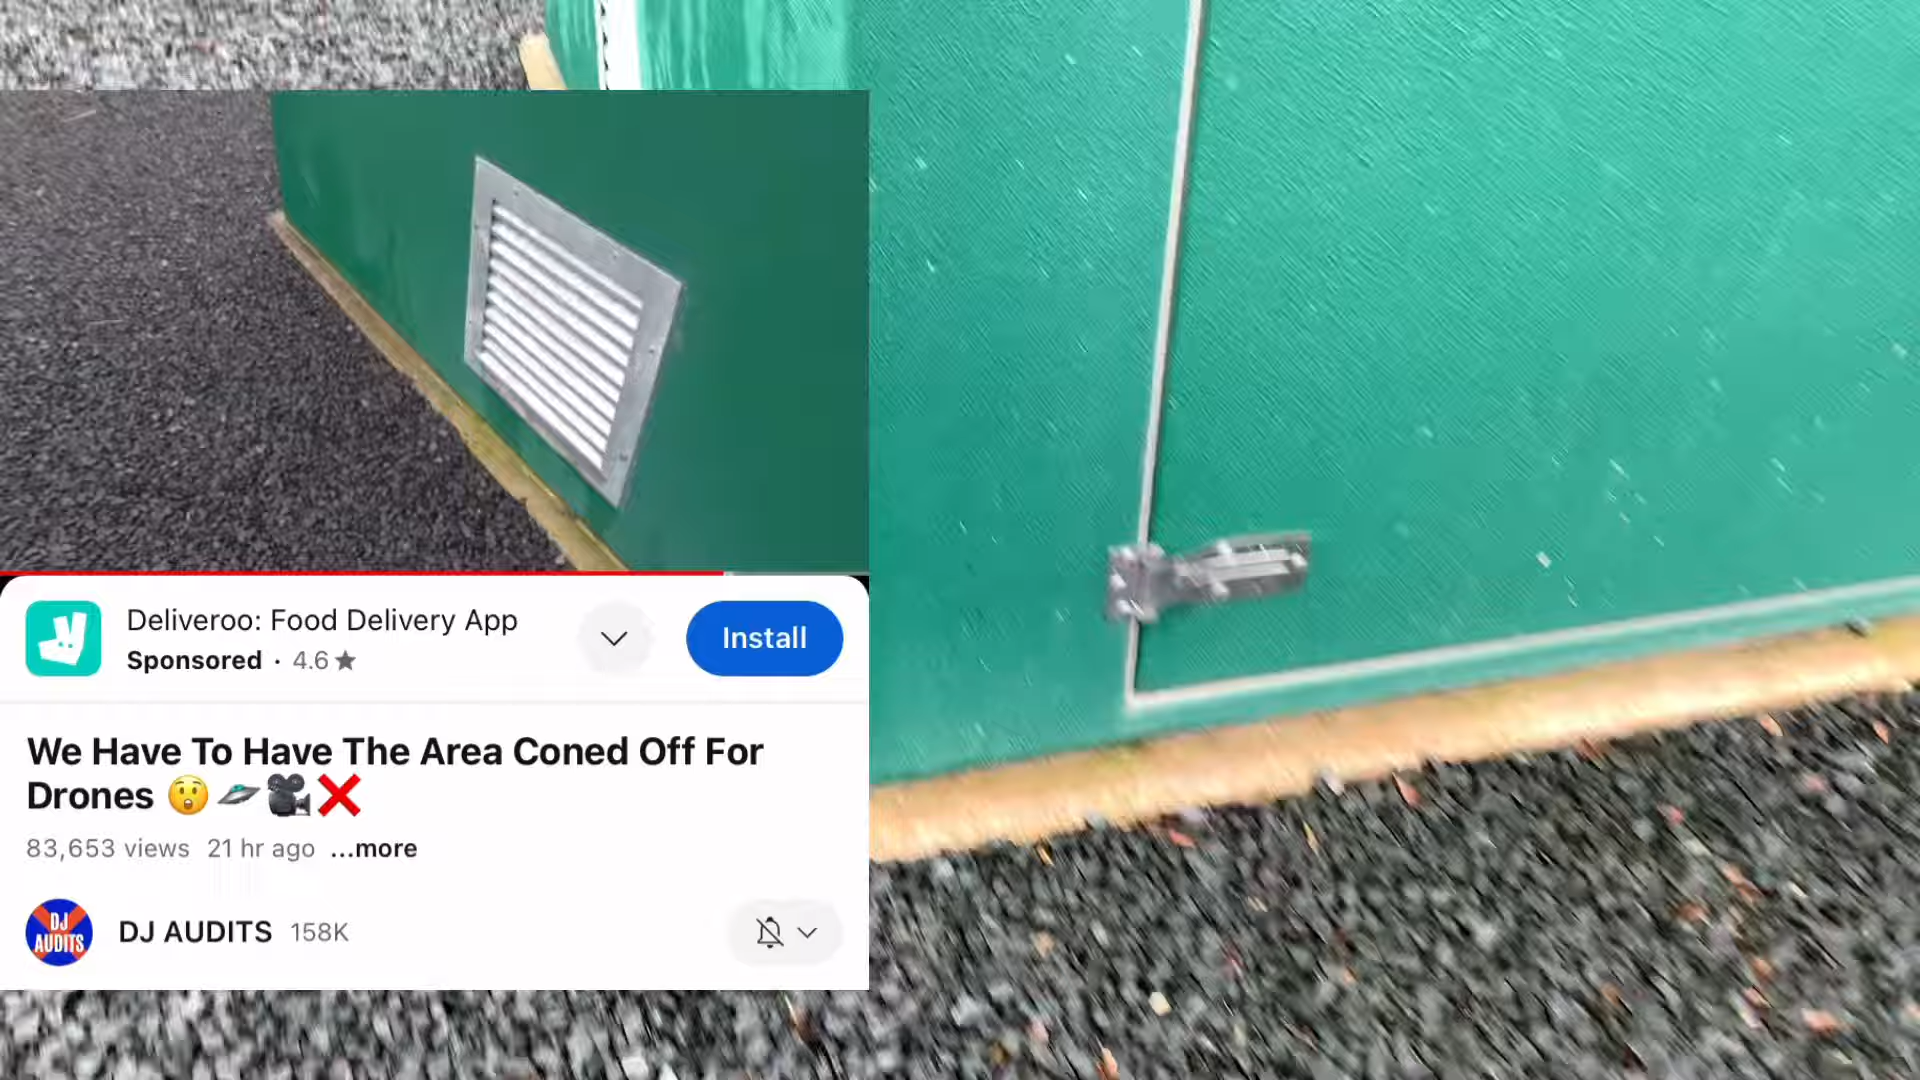 Deliveroo: Food Delivery App
Sponsored · 4.6 ★
Install
We Have To Have The Area Coned Off For
Drones 😲 🛸 🎥 ❌
83,653 views 21 hr ago ...more
DJ
AUDITS
DJ AUDITS 158K